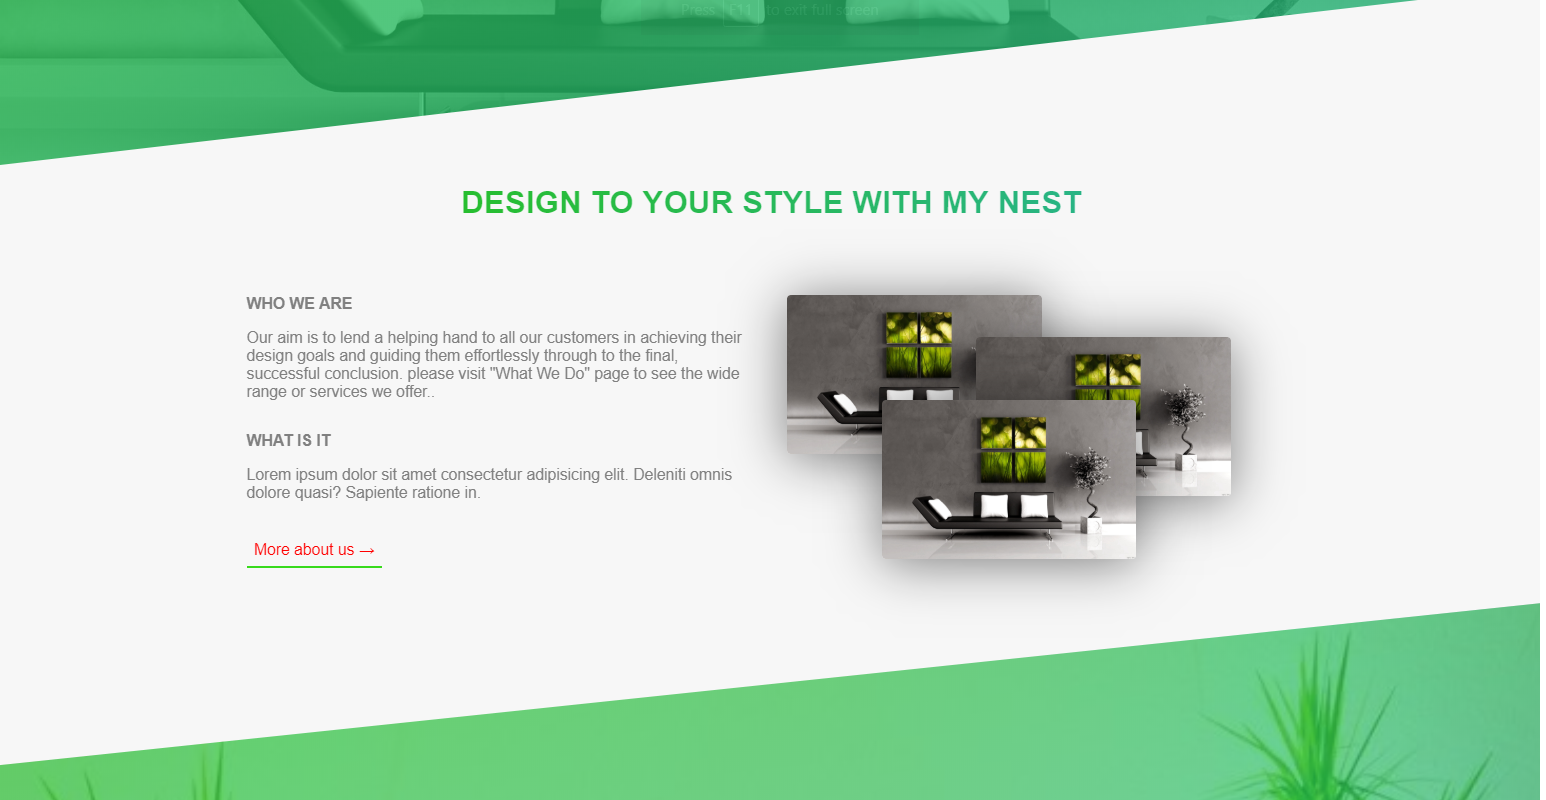 Press F11 to exit full screen
DESIGN TO YOUR STYLE WITH MY NEST
WHO WE ARE
Our aim is to lend a helping hand to all our customers in achieving their
design goals and guiding them effortlessly through to the final,
successful conclusion. please visit "What We Do" page to see the wide
range or services we offer..
WHAT IS IT
Lorem ipsum dolor sit amet consectetur adipisicing elit. Deleniti omnis
dolore quasi? Sapiente ratione in.
More about us →